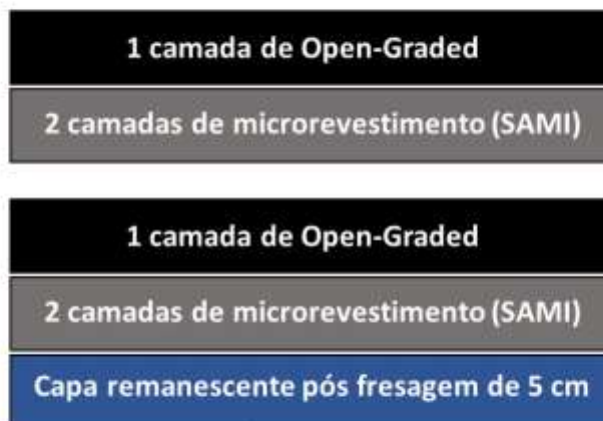 1 camada de Open-Graded
2 camadas de microrevestimento (SAMI)
1 camada de Open-Graded
2 camadas de microrevestimento (SAMI)
Capa remanescente pós fresagem de 5 cm